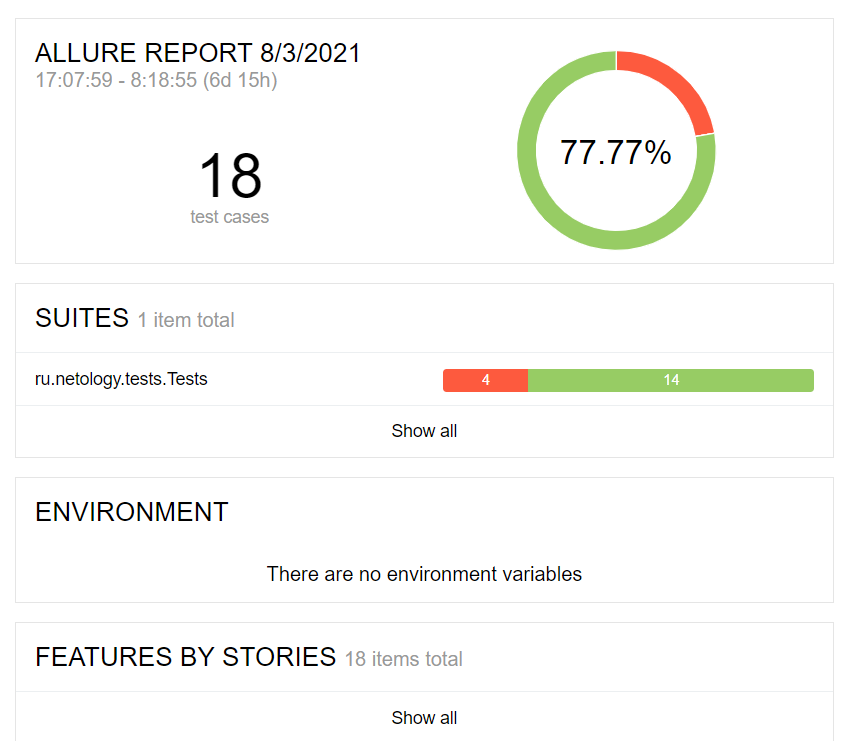 ALLURE REPORT 8/3/2021
17:07:59 - 8:18:55 (6d 15h)
18
test cases
77.77%
SUITES 1 item total
ru.netology.tests.Tests
4 14
Show all
ENVIRONMENT
There are no environment variables
FEATURES BY STORIES 18 items total
Show all